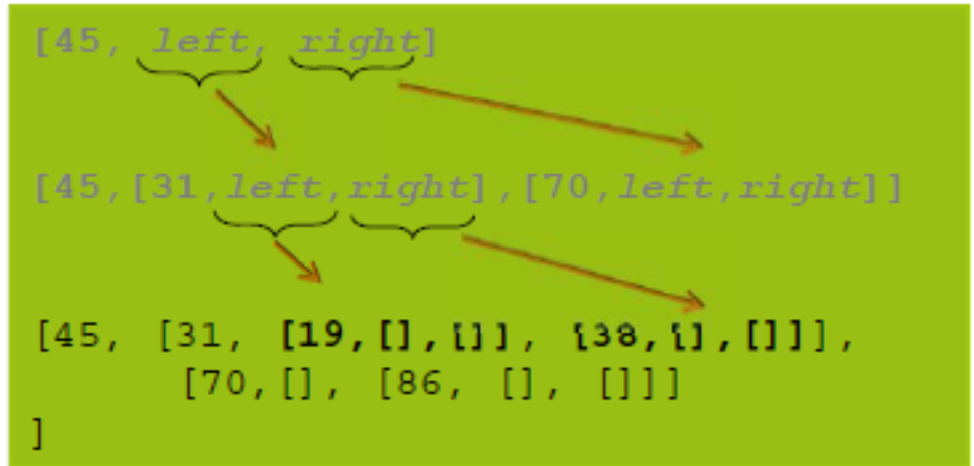 [45, left, right]
[45,[31,left,right],[70,left,right]]
[45, [31, [19,[],[]], [38,[],[]]],
[70,[], [86, [], []]]
]